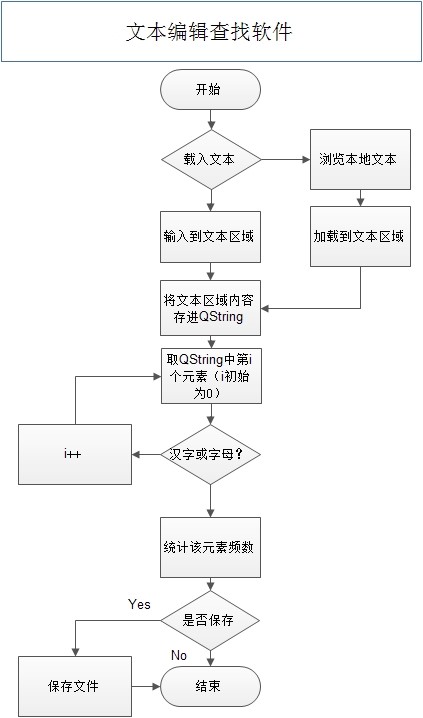 文本编辑查找软件
开始
载入文本
浏览本地文本
输入到文本区域
加载到文本区域
将文本区域内容
存进QString
取QString中第i
个元素（i初始
为0）
i++
汉字或字母？
统计该元素频数
Yes
是否保存
No
保存文件
结束